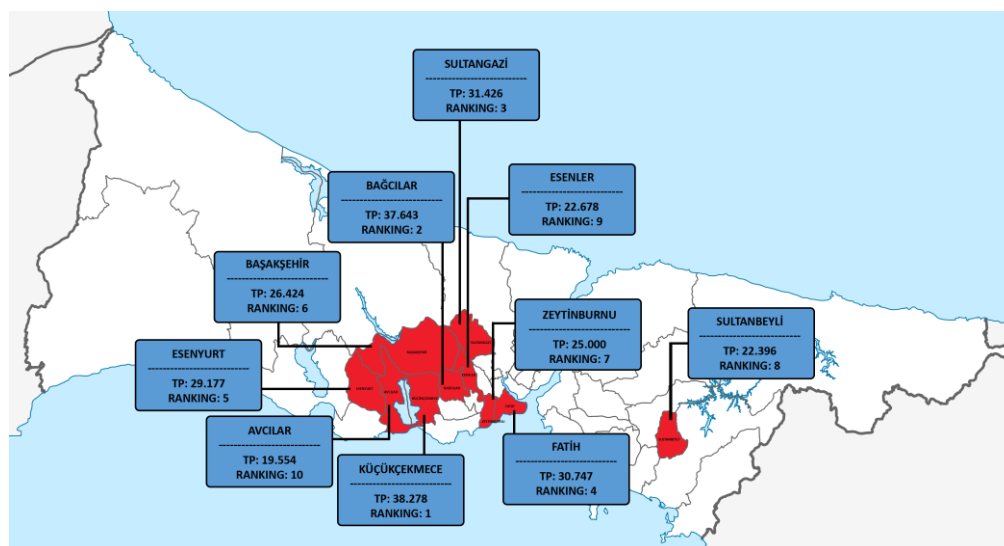 SULTANGAZİ
----------------------------
TP: 31.426
RANKING: 3
BAĞCILAR
------------------------------
TP: 37.643
RANKING: 2
ESENLER
------------------------------
TP: 22.678
RANKING: 9
BAŞAKŞEHİR
------------------------------
TP: 26.424
RANKING: 6
ZEYTİNBURNU
------------------------------
TP: 25.000
RANKING: 7
SULTANBEYLİ
------------------------------
TP: 22.396
RANKING: 8
ESENYURT
------------------------------
TP: 29.177
RANKING: 5
AVCILAR
------------------------------
TP: 19.554
RANKING: 10
KÜÇÜKÇEKMECE
------------------------------
TP: 38.278
RANKING: 1
FATİH
------------------------------
TP: 30.747
RANKING: 4